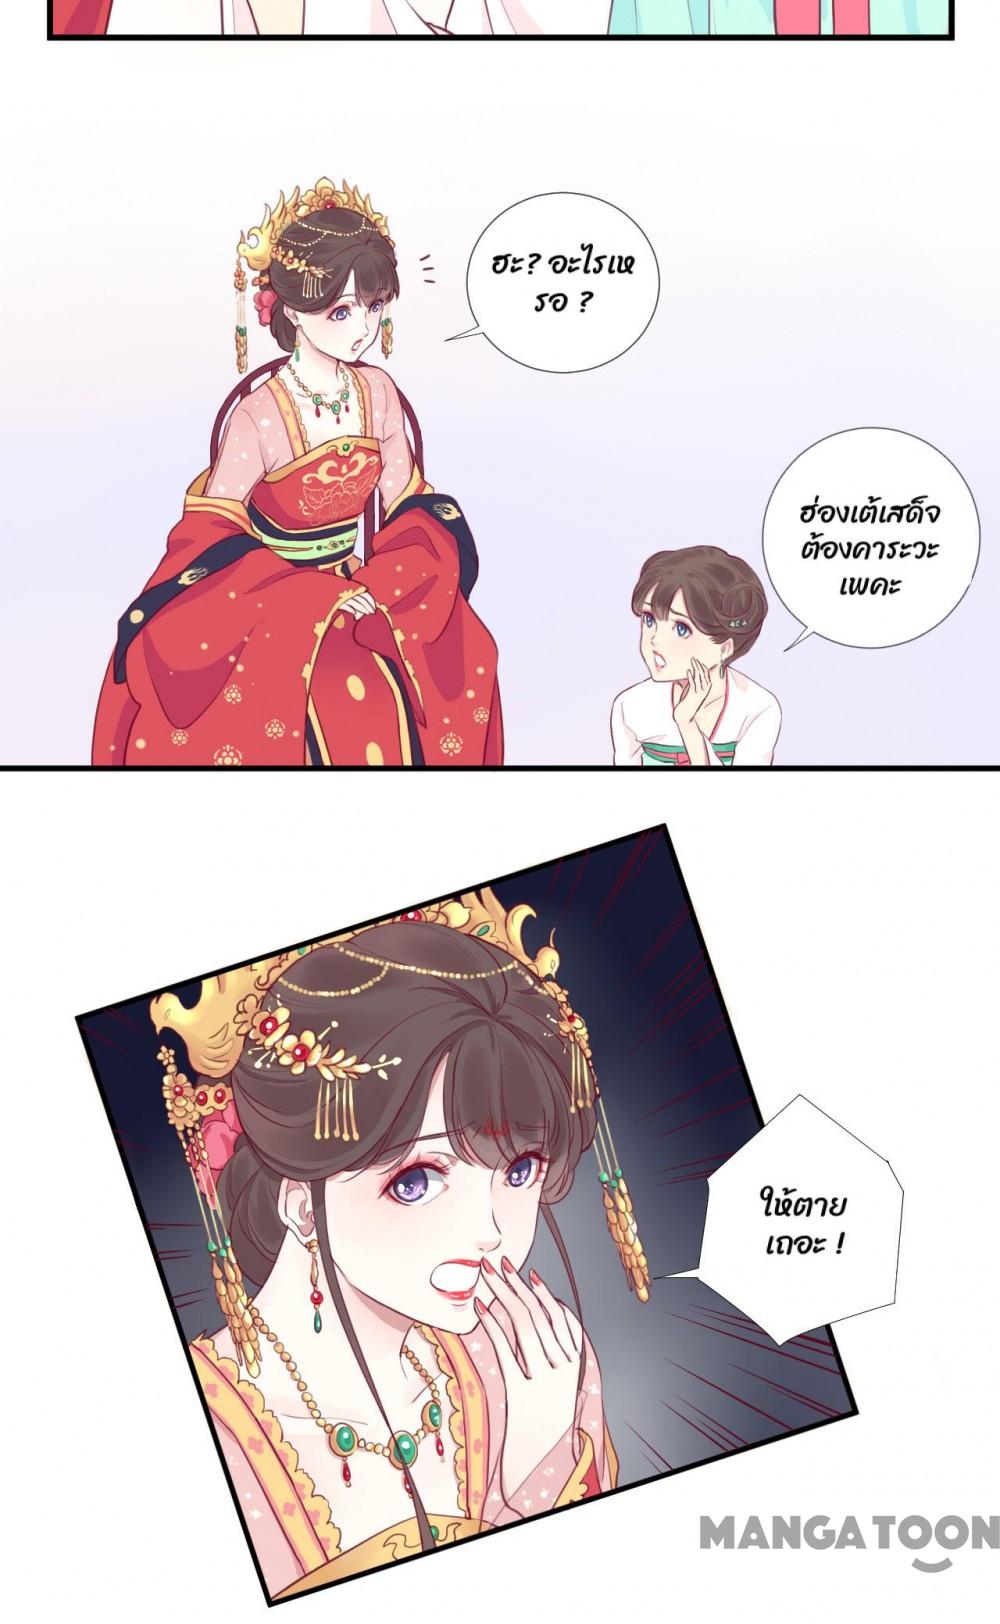 ฮะ? อะไรเห
รอ ?
ฮ่องเต้เสด็จ
ต้องคาระวะ
เพคะ
ให้ตาย
เถอะ !
MANGATOON